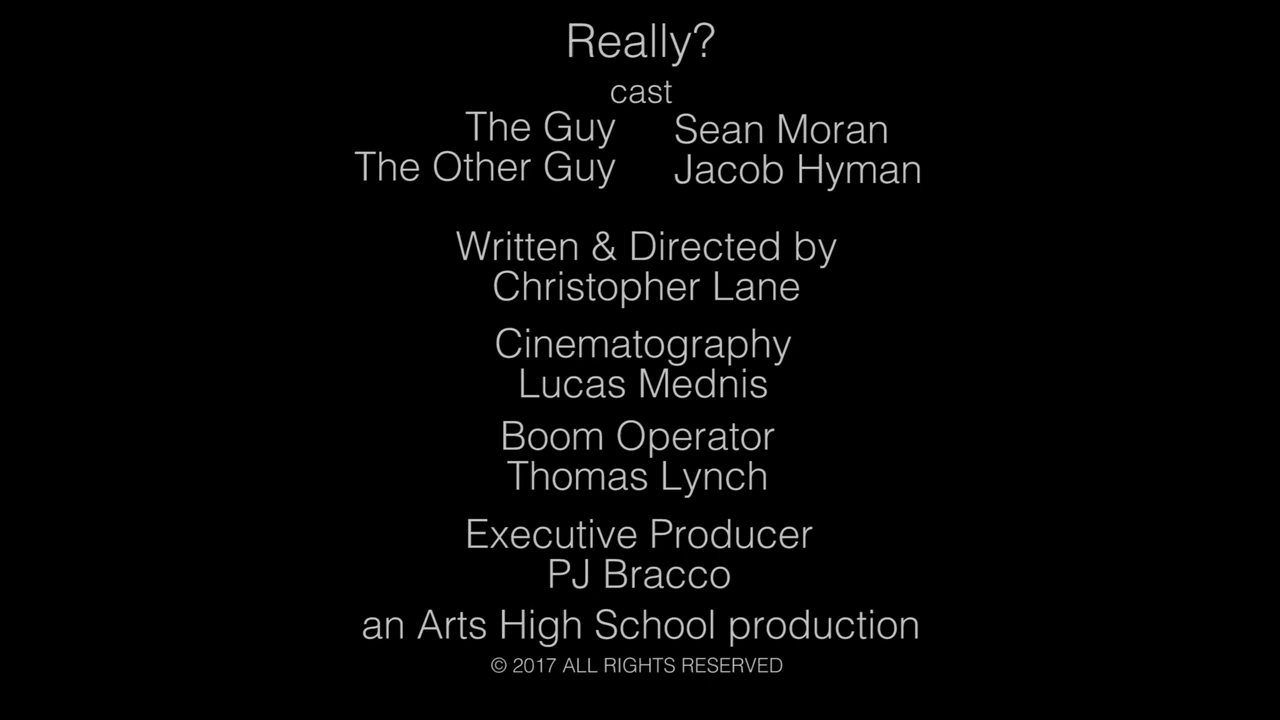 Really?
cast
The Guy Sean Moran
The Other Guy Jacob Hyman
Written & Directed by
Christopher Lane
Cinematography
Lucas Mednis
Boom Operator
Thomas Lynch
Executive Producer
PJ Bracco
an Arts High School production
© 2017 ALL RIGHTS RESERVED